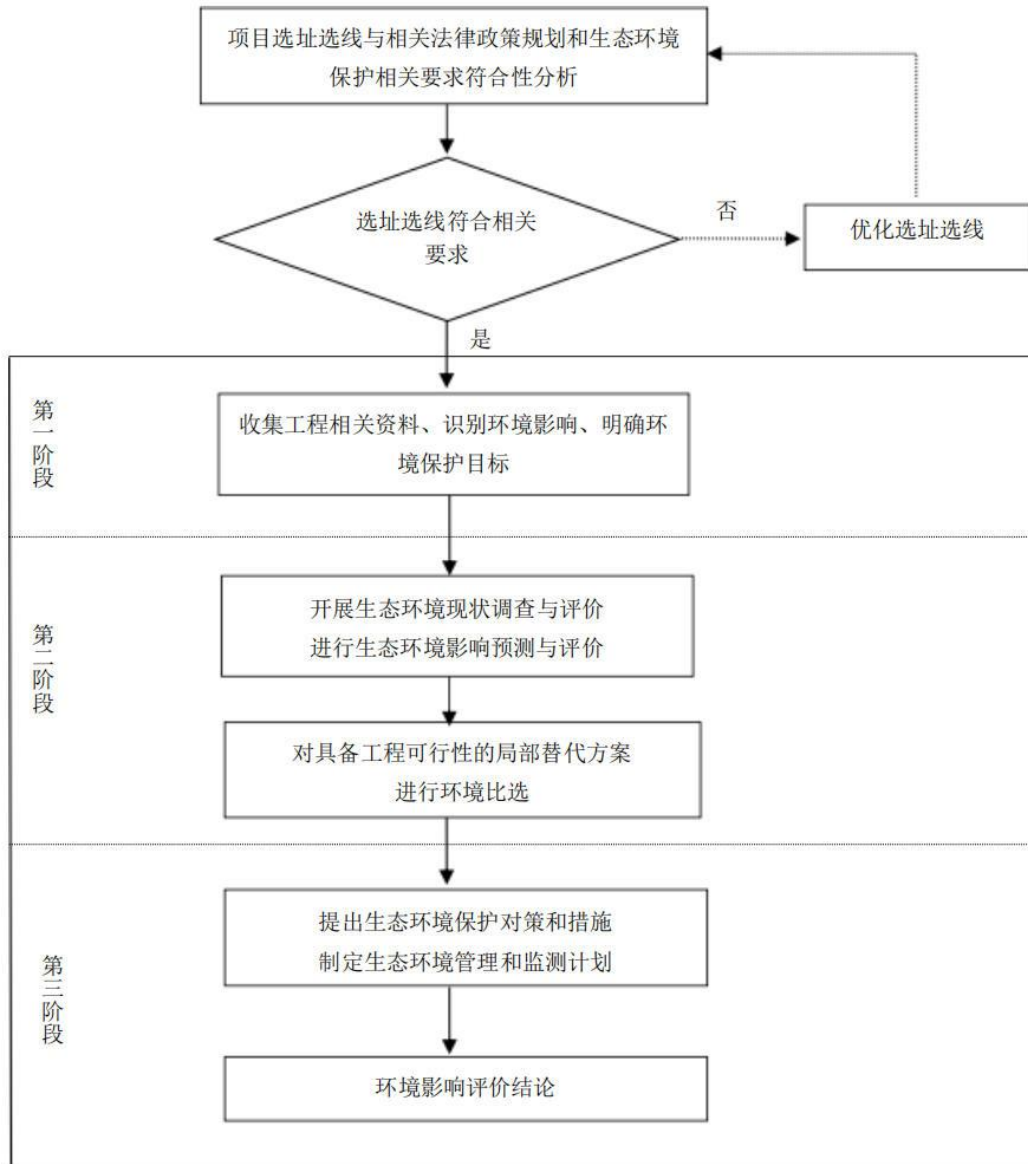 项目选址选线与相关法律政策规划和生态环境
保护相关要求符合性分析
选址选线符合相关
要求
否
优化选址选线
是
第一阶段
收集工程相关资料、识别环境影响、明确环
境保护目标
第二阶段
开展生态环境现状调查与评价
进行生态环境影响预测与评价
对具备工程可行性的局部替代方案
进行环境比选
第三阶段
提出生态环境保护对策和措施
制定生态环境管理和监测计划
环境影响评价结论